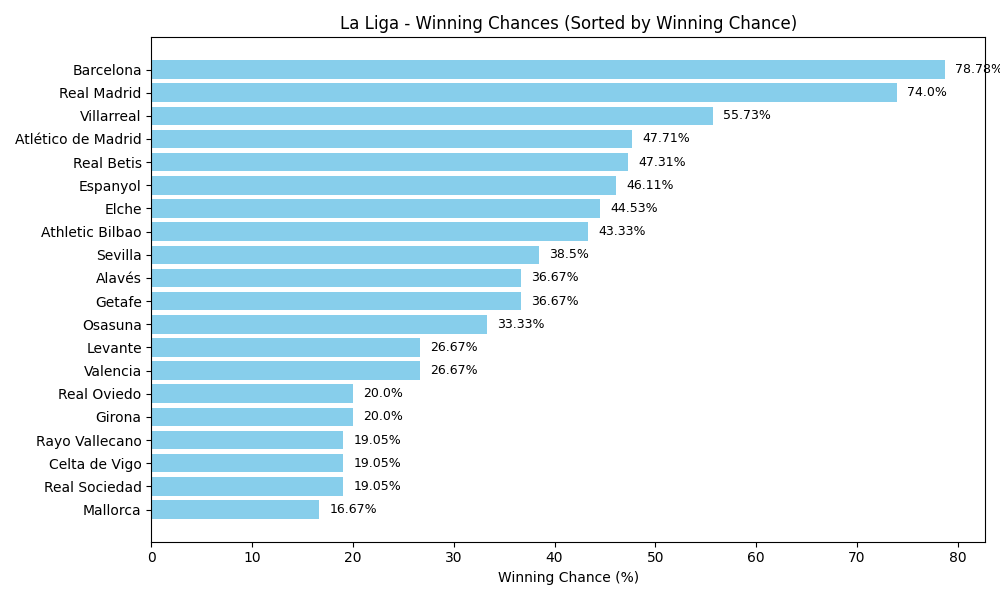 La Liga - Winning Chances (Sorted by Winning Chance)
Barcelona 78.78%
Real Madrid 74.0%
Villarreal 55.73%
Atlético de Madrid 47.71%
Real Betis 47.31%
Espanyol 46.11%
Elche 44.53%
Athletic Bilbao 43.33%
Sevilla 38.5%
Alavés 36.67%
Getafe 36.67%
Osasuna 33.33%
Levante 26.67%
Valencia 26.67%
Real Oviedo 20.0%
Girona 20.0%
Rayo Vallecano 19.05%
Celta de Vigo 19.05%
Real Sociedad 19.05%
Mallorca 16.67%
0 10 20 30 40 50 60 70 80
Winning Chance (%)